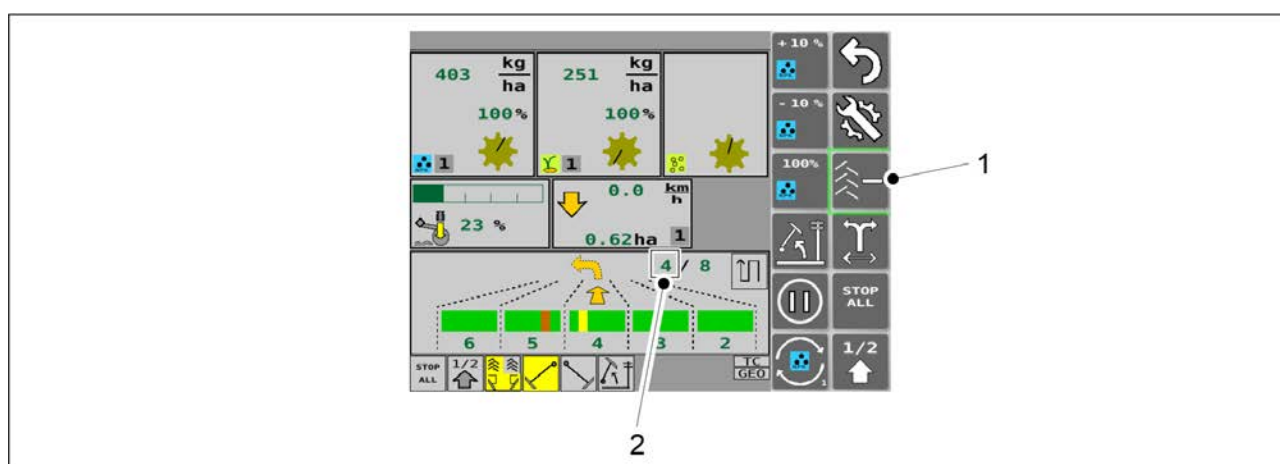 403 kg/ha
100%
1
251 kg/ha
100%
1
23 %
0.0 km/h
0.62ha 1
4 / 8
6 5 4 3 2
STOP ALL
1/2
TC
GEO
+10 %
- 10 %
100%
STOP ALL
1
1/2
1
2